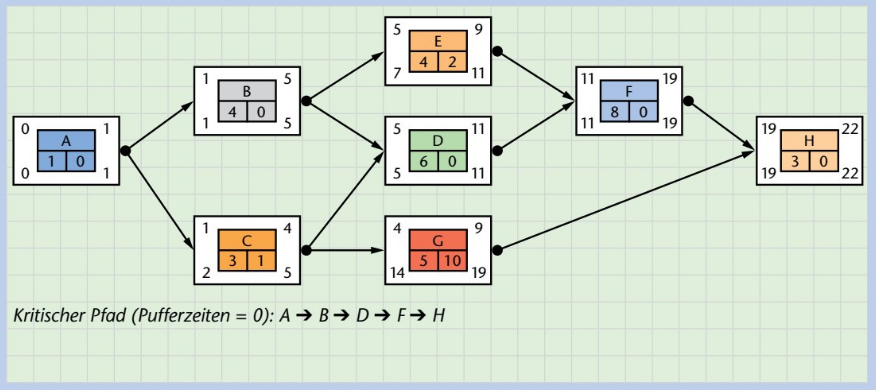 5 9
E
4 2
7 11
1 5
B
4 0
1 5
11 19
F
8 0
11 19
0 1
A
1 0
0 1
5 11
D
6 0
5 11
19 22
H
3 0
19 22
1 4
C
3 1
2 5
4 9
G
5 10
14 19
Kritischer Pfad (Pufferzeiten = 0): A ➔ B ➔ D ➔ F ➔ H